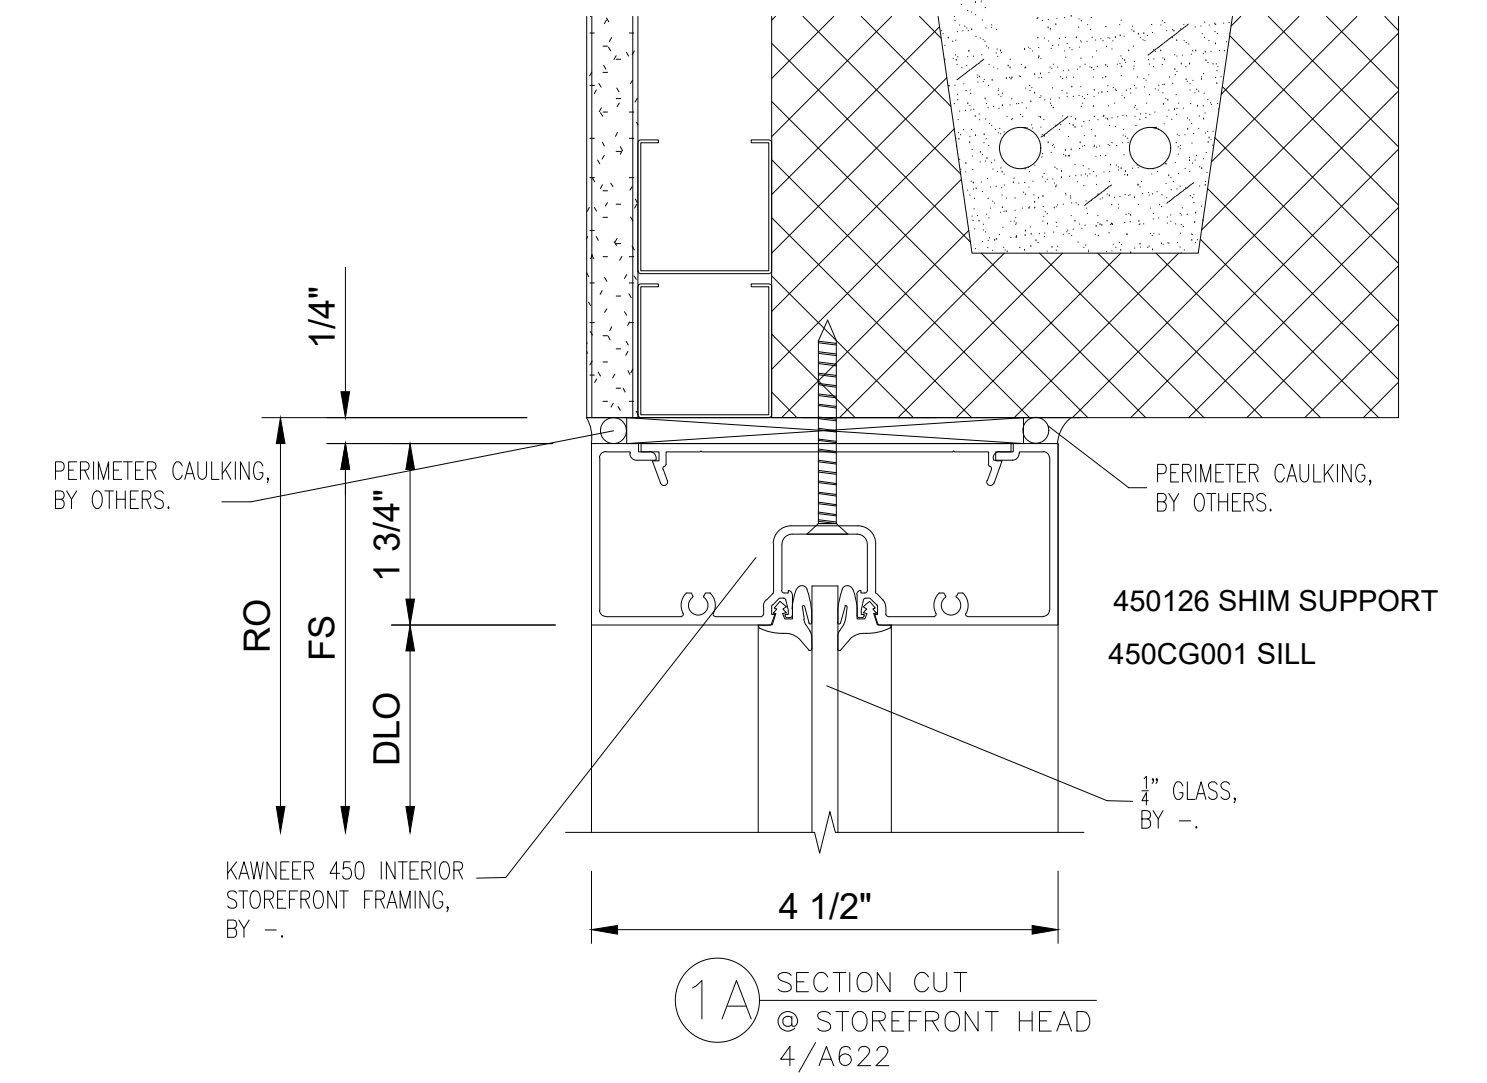 1/4"
PERIMETER CAULKING,
BY OTHERS.
1 3/4"
RO
FS
DLO
PERIMETER CAULKING,
BY OTHERS.
450126 SHIM SUPPORT
450CG001 SILL
1/4" GLASS,
BY -.
KAWNEER 450 INTERIOR
STOREFRONT FRAMING,
BY -.
4 1/2"
1A
SECTION CUT
@ STOREFRONT HEAD
4/A622